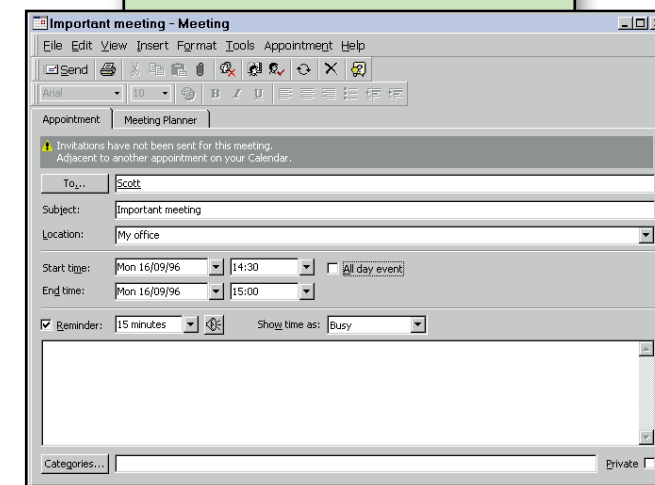 Important meeting - Meeting
File Edit View Insert Format Tools Appointment Help
Send
Arial 10 B I U
Appointment Meeting Planner
Invitations have not been sent for this meeting.
Adjacent to another appointment on your Calendar.
To... Scott
Subject: Important meeting
Location: My office
Start time: Mon 16/09/96 14:30 All day event
End time: Mon 16/09/96 15:00
Reminder: 15 minutes Show time as: Busy
Categories... Private